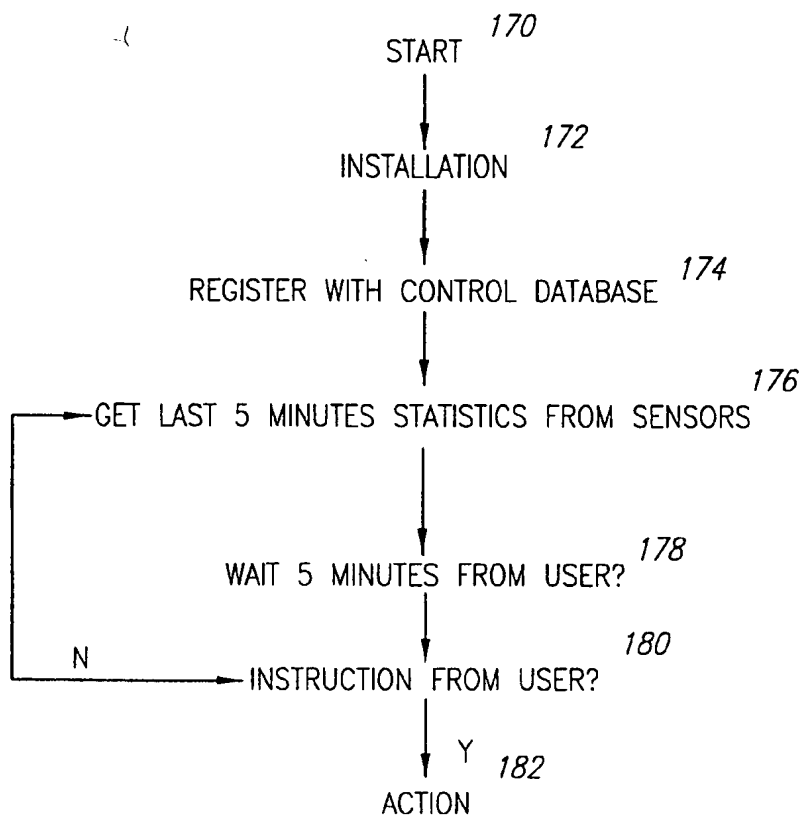 START 170
INSTALLATION 172
REGISTER WITH CONTROL DATABASE 174
GET LAST 5 MINUTES STATISTICS FROM SENSORS 176
WAIT 5 MINUTES FROM USER? 178
N INSTRUCTION FROM USER? 180
Y
ACTION 182